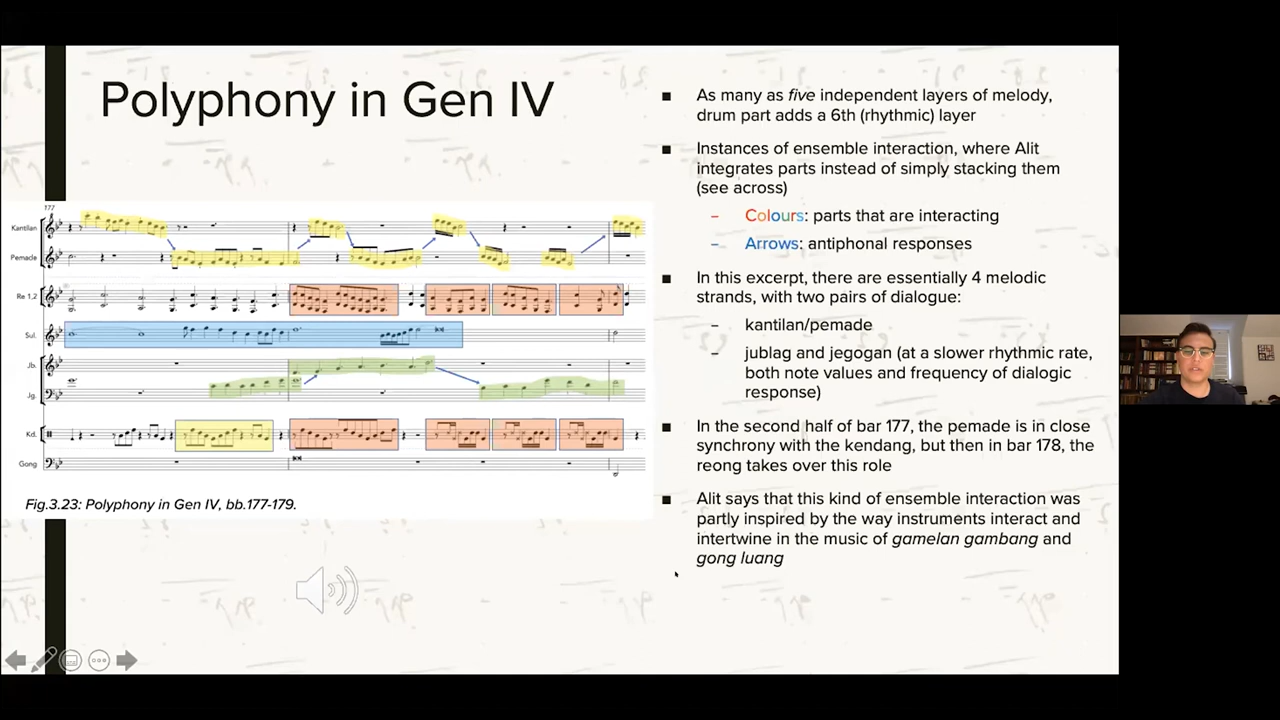 Polyphony in Gen IV
177
Kantilan
Pemade
Re 1,2
Sul.
Jb.
Jg.
Kd.
Gong
Fig.3.23: Polyphony in Gen IV, bb.177-179.
■ As many as five independent layers of melody,
drum part adds a 6th (rhythmic) layer
■ Instances of ensemble interaction, where Alit
integrates parts instead of simply stacking them
(see across)
– Colours: parts that are interacting
– Arrows: antiphonal responses
■ In this excerpt, there are essentially 4 melodic
strands, with two pairs of dialogue:
– kantilan/pemade
– jublag and jegogan (at a slower rhythmic rate,
both note values and frequency of dialogic
response)
■ In the second half of bar 177, the pemade is in close
synchrony with the kendang, but then in bar 178, the
reong takes over this role
■ Alit says that this kind of ensemble interaction was
partly inspired by the way instruments interact and
intertwine in the music of gamelan gambang and
gong luang